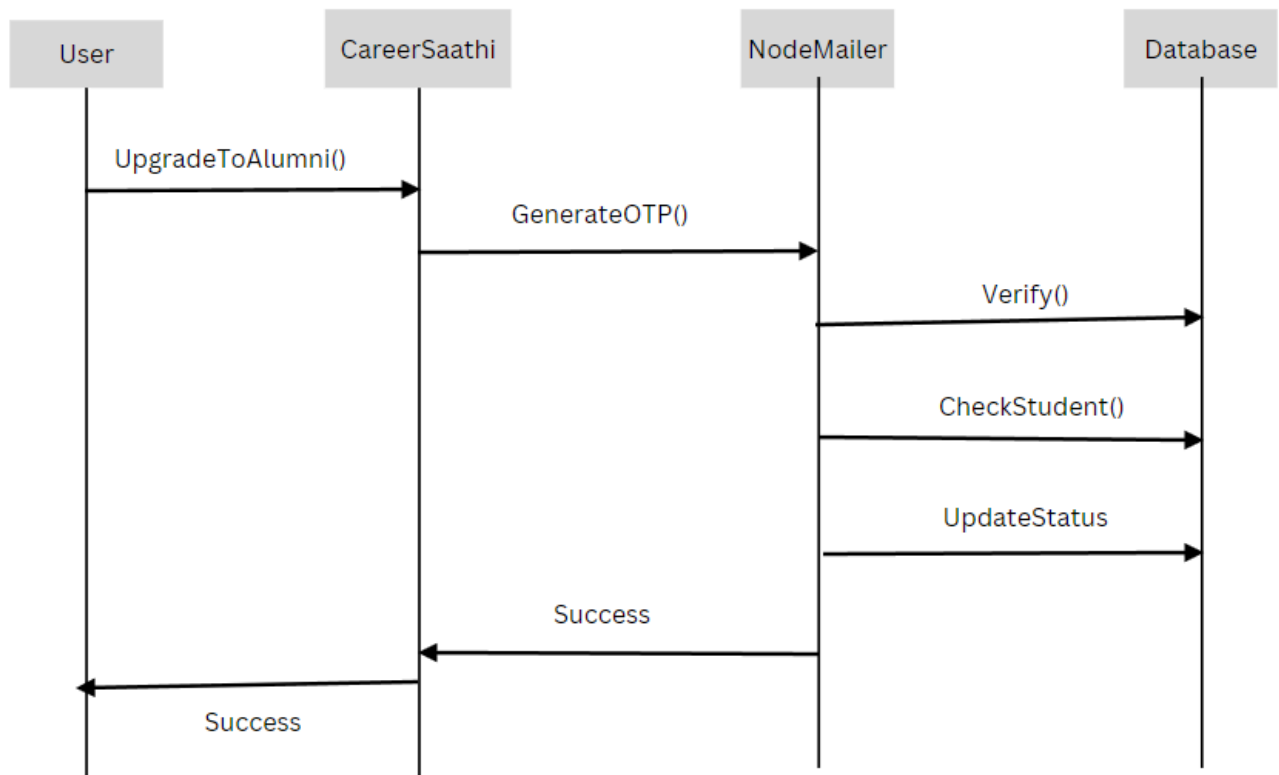 User
CareerSaathi
NodeMailer
Database
UpgradeToAlumni()
GenerateOTP()
Verify()
CheckStudent()
UpdateStatus
Success
Success